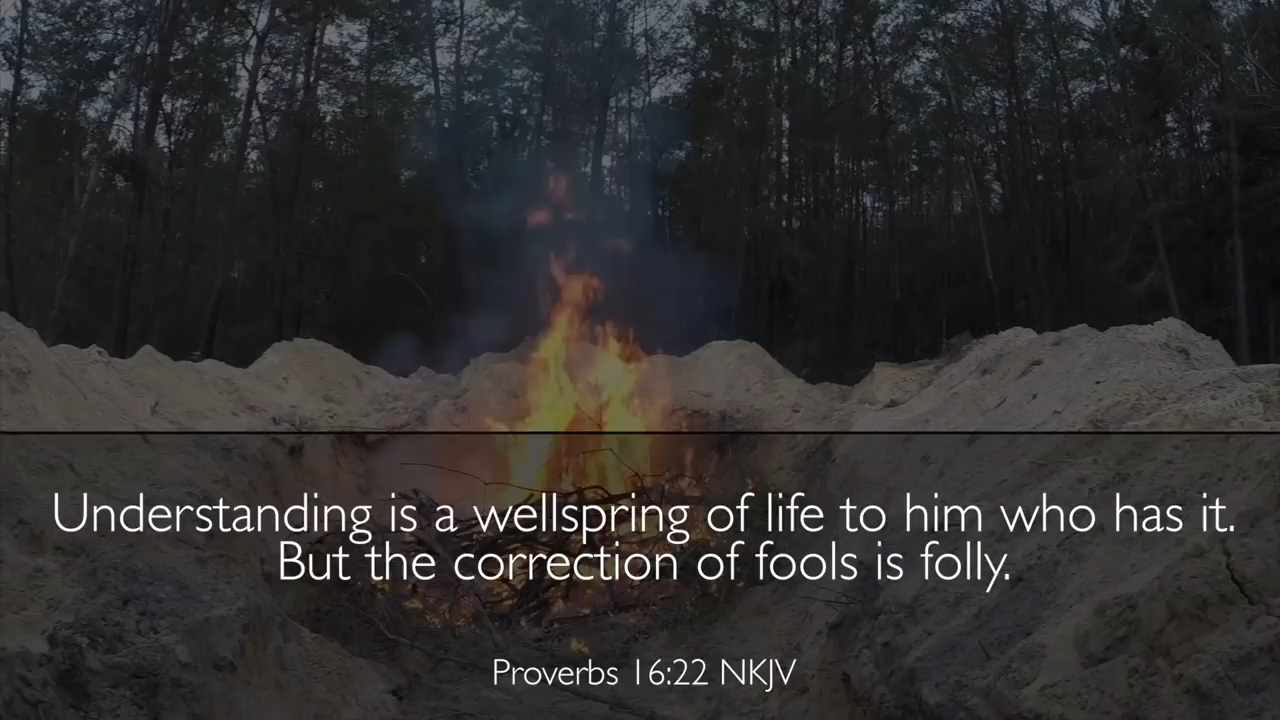 Understanding is a wellspring of life to him who has it.
But the correction of fools is folly.
Proverbs 16:22 NKJV